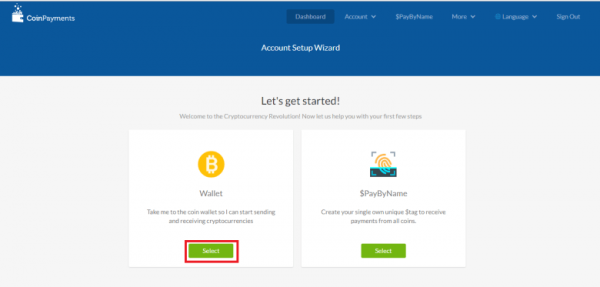 CoinPayments
Dashboard Account $PayByName More Language Sign Out
Account Setup Wizard
Let's get started!
Welcome to the Cryptocurrency Revolution! Now let us help you with your first few steps
Wallet
Take me to the coin wallet so I can start sending
and receiving cryptocurrencies
Select
$PayByName
Create your single own unique $tag to receive
payments from all coins.
Select